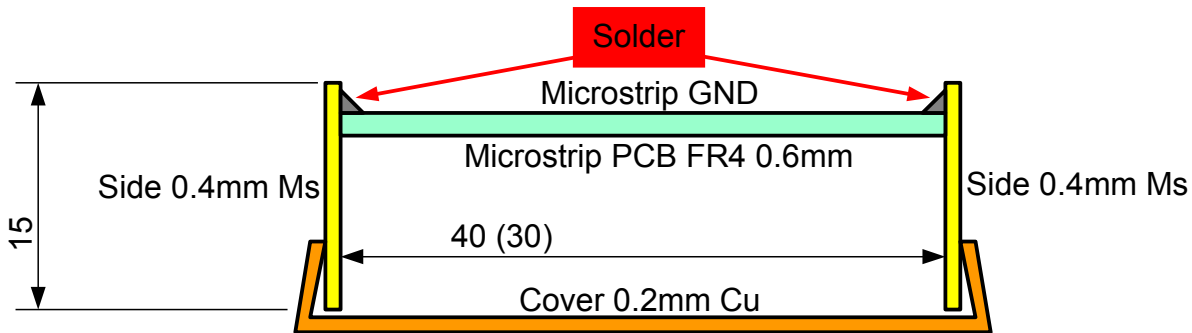 Solder
Microstrip GND
Microstrip PCB FR4 0.6mm
Side 0.4mm Ms
Side 0.4mm Ms
15
40 (30)
Cover 0.2mm Cu